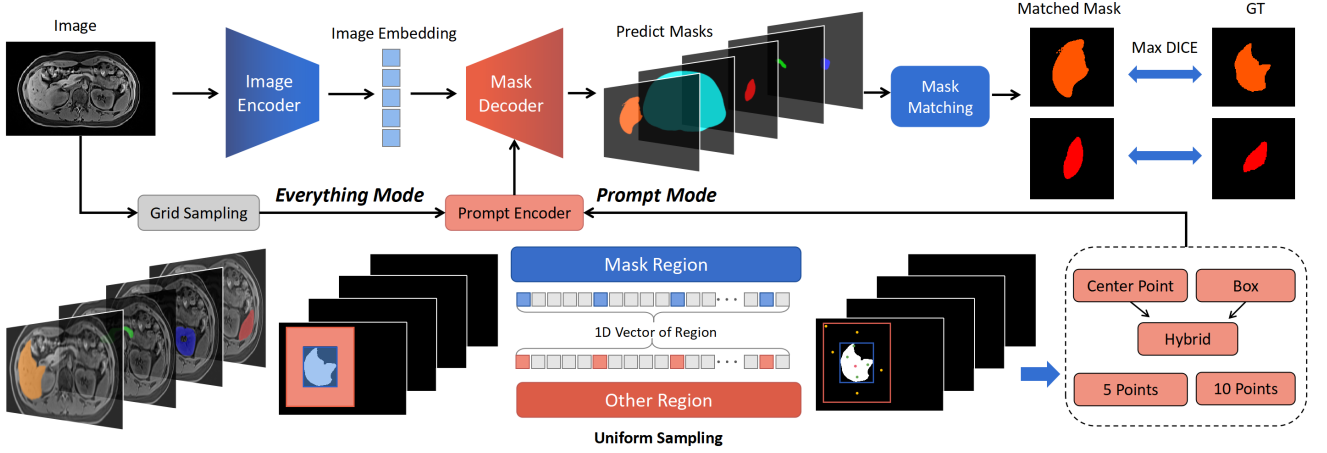 Image
Image
Encoder
Image Embedding
Mask
Decoder
Predict Masks
Mask
Matching
Matched Mask
Max DICE
GT
Grid Sampling
Everything Mode
Prompt Encoder
Prompt Mode
Mask Region
1D Vector of Region
Other Region
Uniform Sampling
Center Point
Box
Hybrid
5 Points
10 Points